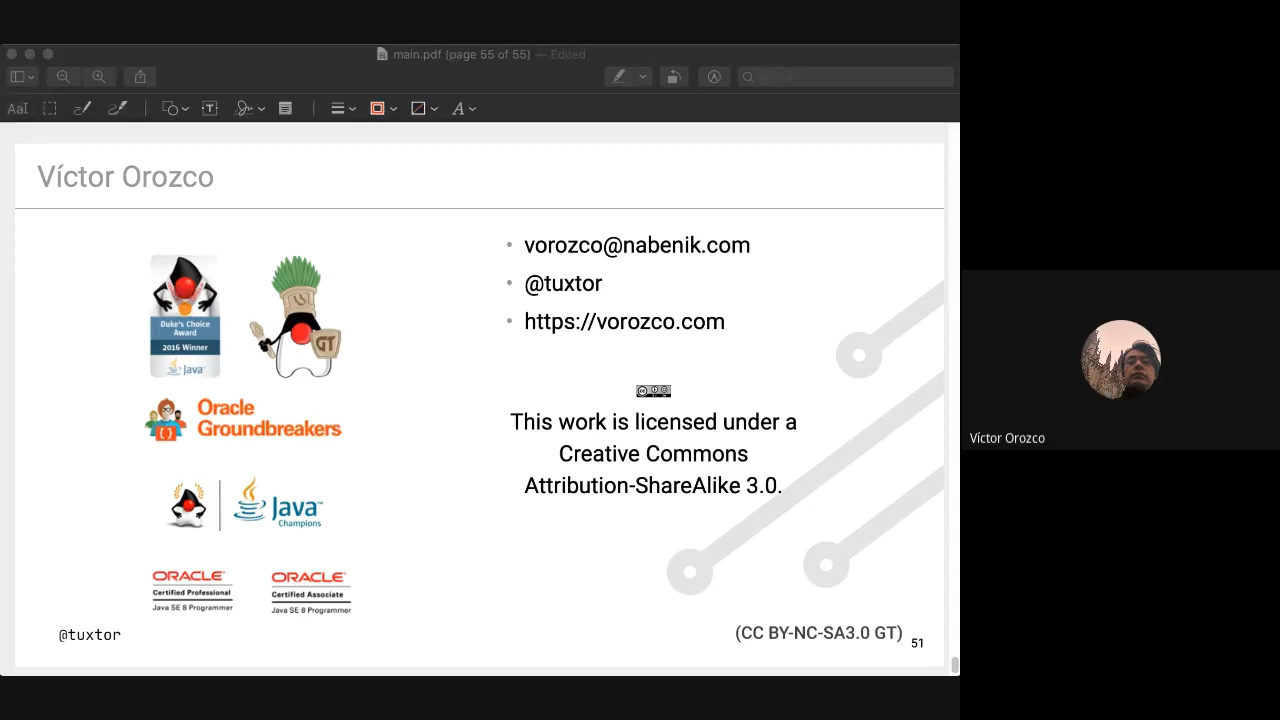 main.pdf (page 55 of 55) — Edited
Search
AaI
T
A
Víctor Orozco
vorozco@nabenik.com
@tuxtor
https://vorozco.com
Duke's Choice
Award
2016 Winner
Java
GT
Oracle
Groundbreakers
Java
Champions
ORACLE
Certified Professional
Java SE 8 Programmer
ORACLE
Certified Associate
Java SE 8 Programmer
This work is licensed under a
Creative Commons
Attribution-ShareAlike 3.0.
@tuxtor
(CC BY-NC-SA3.0 GT)
51
Víctor Orozco